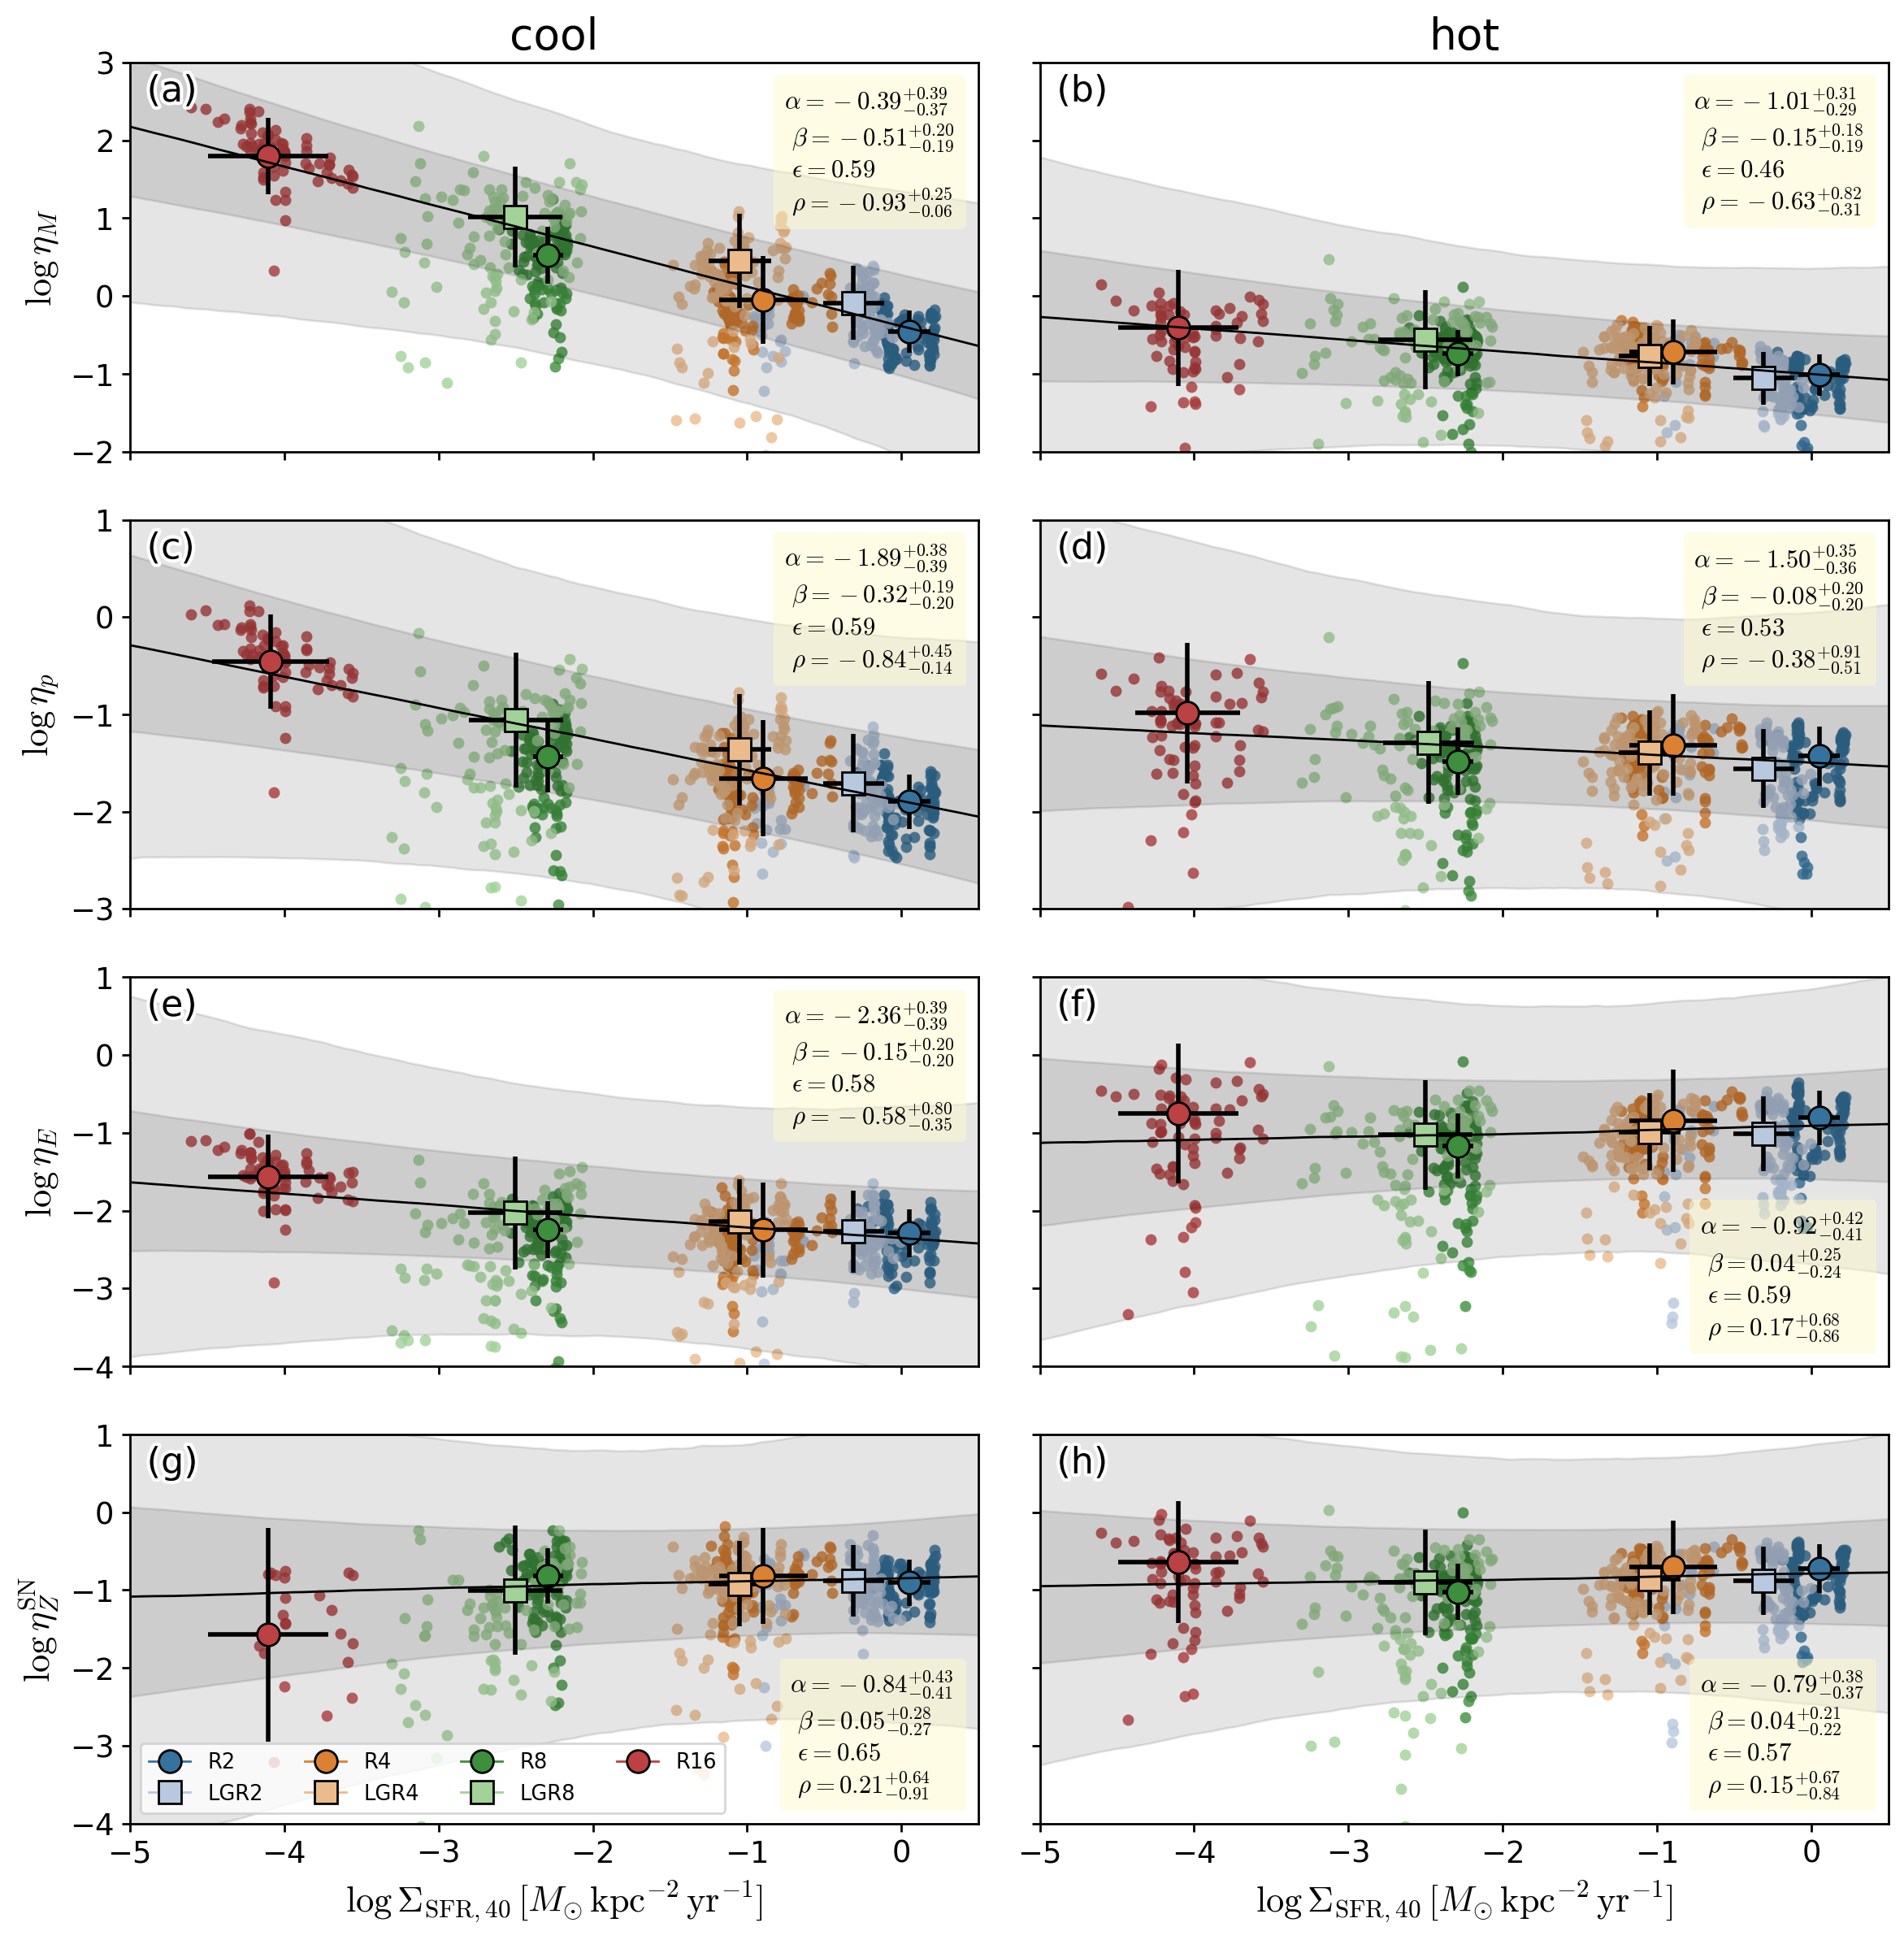 cool
hot
(a)
3
2
1
0
−1
−2
log η_M
α = −0.39^{+0.39}_{−0.37}
β = −0.51^{+0.20}_{−0.19}
ϵ = 0.59
ρ = −0.93^{+0.25}_{−0.06}
(b)
α = −1.01^{+0.31}_{−0.29}
β = −0.15^{+0.18}_{−0.19}
ϵ = 0.46
ρ = −0.63^{+0.82}_{−0.31}
(c)
1
0
−1
−2
−3
log η_p
α = −1.89^{+0.38}_{−0.39}
β = −0.32^{+0.19}_{−0.20}
ϵ = 0.59
ρ = −0.84^{+0.45}_{−0.14}
(d)
α = −1.50^{+0.35}_{−0.36}
β = −0.08^{+0.20}_{−0.20}
ϵ = 0.53
ρ = −0.38^{+0.91}_{−0.51}
(e)
1
0
−1
−2
−3
−4
log η_E
α = −2.36^{+0.39}_{−0.39}
β = −0.15^{+0.20}_{−0.20}
ϵ = 0.58
ρ = −0.58^{+0.80}_{−0.35}
(f)
α = −0.92^{+0.42}_{−0.41}
β = 0.04^{+0.25}_{−0.24}
ϵ = 0.59
ρ = 0.17^{+0.68}_{−0.86}
(g)
1
0
−1
−2
−3
−4
log η_Z^{SN}
α = −0.84^{+0.43}_{−0.41}
β = 0.05^{+0.28}_{−0.27}
ϵ = 0.65
ρ = 0.21^{+0.64}_{−0.91}
R2 R4 R8 R16
LGR2 LGR4 LGR8
(h)
α = −0.79^{+0.38}_{−0.37}
β = 0.04^{+0.21}_{−0.22}
ϵ = 0.57
ρ = 0.15^{+0.67}_{−0.84}
−5 −4 −3 −2 −1 0
−5 −4 −3 −2 −1 0
log Σ_{SFR, 40} [M_⊙ kpc^{−2} yr^{−1}]
log Σ_{SFR, 40} [M_⊙ kpc^{−2} yr^{−1}]